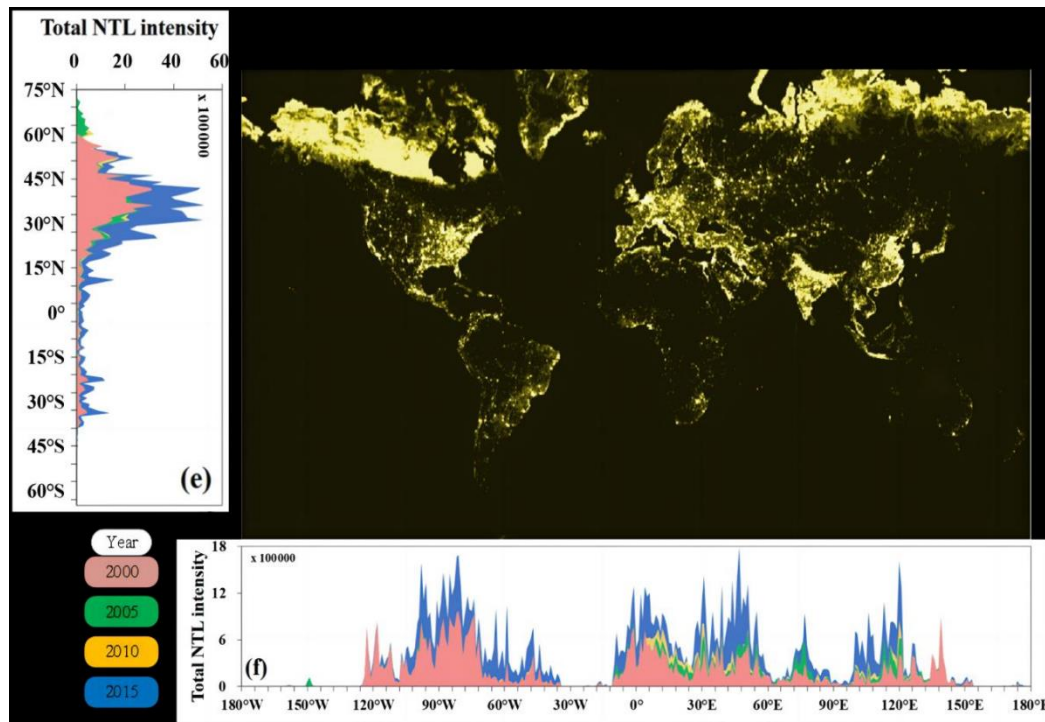 Total NTL intensity
0 20 40 60
x 100000
75°N
60°N
45°N
30°N
15°N
0°
15°S
30°S
45°S
60°S
(e)
Year
2000
2005
2010
2015
Total NTL intensity
x 100000
18
12
6
0
(f)
180°W 150°W 120°W 90°W 60°W 30°W 0°E 30°E 60°E 90°E 120°E 150°E 180°E